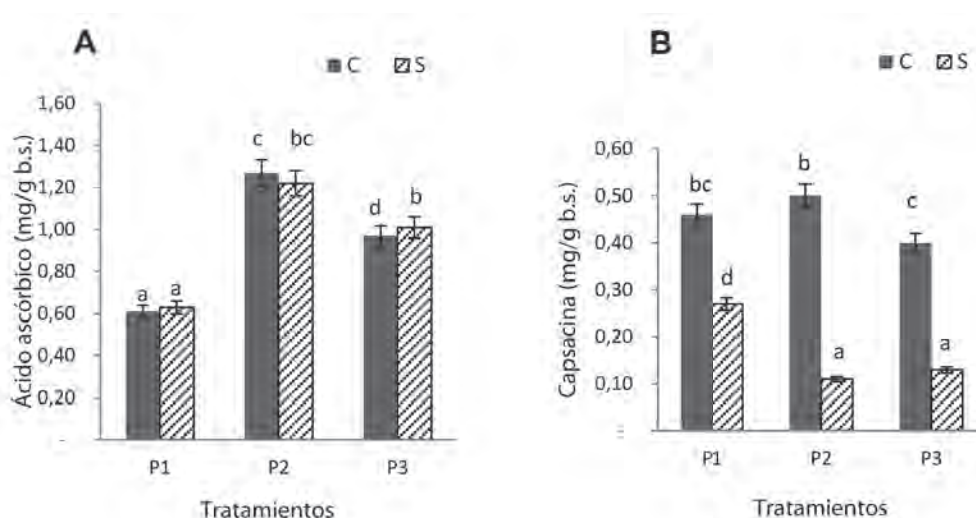 A
C S
Ácido ascórbico (mg/g b.s.)
1,60
1,40
1,20
1,00
0,80
0,60
0,40
0,20
-
a a
c bc
d b
P1 P2 P3
Tratamientos
B
C S
Capsacina (mg/g b.s.)
0,60
0,50
0,40
0,30
0,20
0,10
-
bc d
b a
c a
P1 P2 P3
Tratamientos